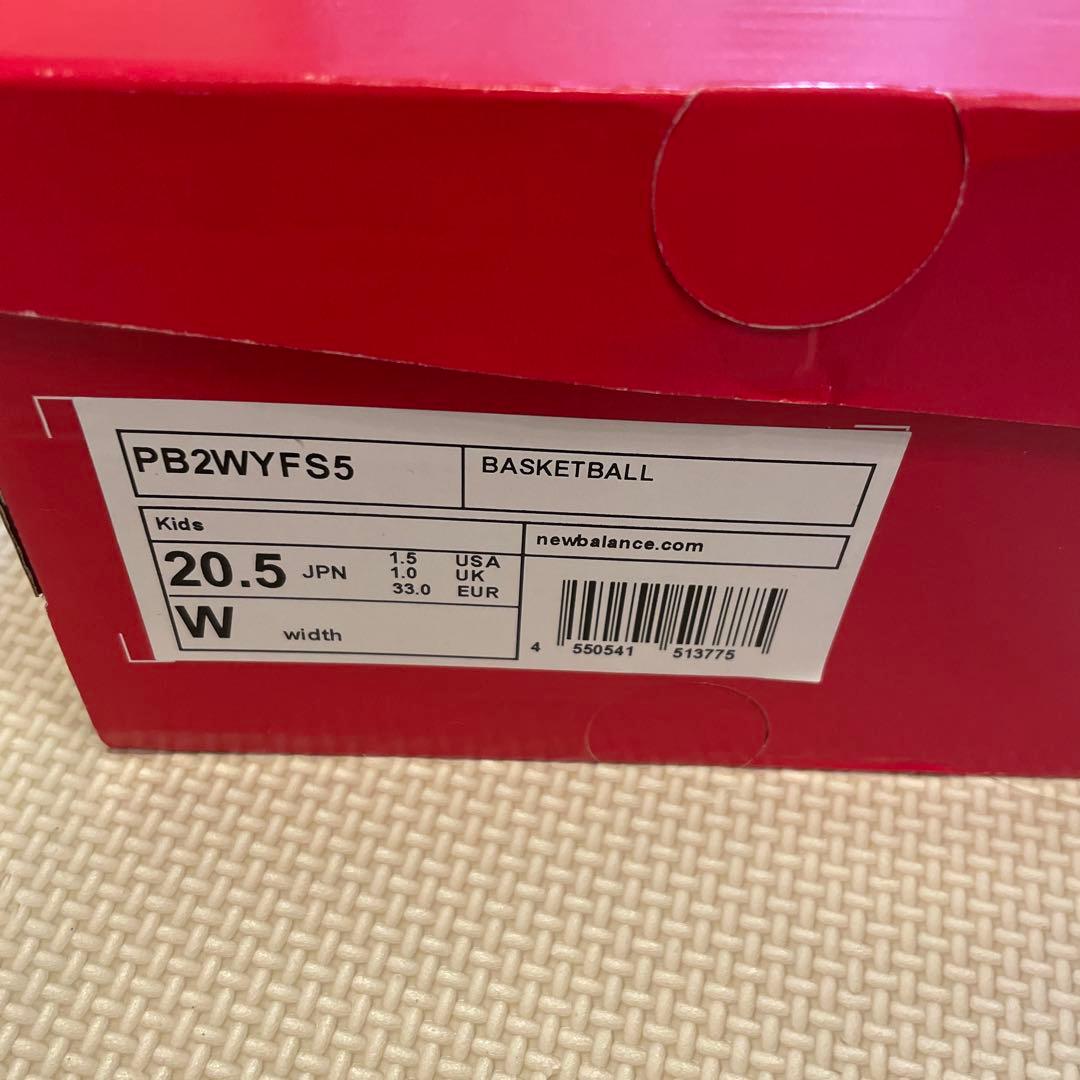 PB2WYFS5
BASKETBALL
Kids
newbalance.com
20.5 JPN
1.5 USA
1.0 UK
33.0 EUR
W width
4 550541 513775